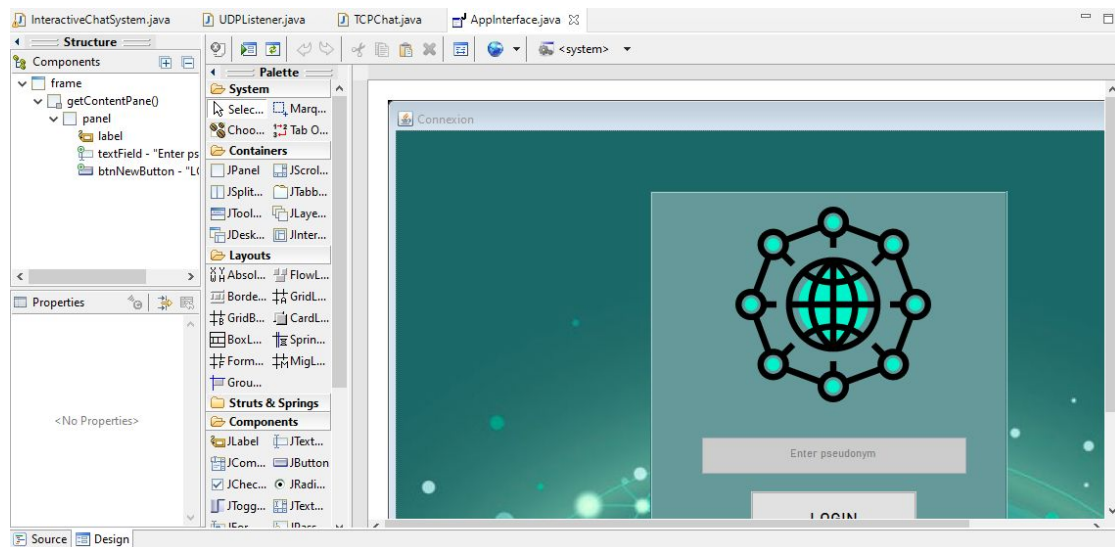 InteractiveChatSystem.java UDPListener.java TCPChat.java AppInterface.java
Structure
Components
frame
getContentPane()
panel
label
textField - "Enter ps
btnNewButton - "L
Properties
<No Properties>
<system>
Palette
System
Selec... Marq...
Choo... Tab O...
Containers
JPanel JScrol...
JSplit... JTabb...
JTool... JLaye...
JDesk... JInter...
Layouts
Absol... FlowL...
Borde... GridL...
GridB... CardL...
BoxL... Sprin...
Form... MigL...
Grou...
Struts & Springs
Components
JLabel JText...
JCom... JButton
JChec... JRadi...
JTogg... JText...
Connexion
Enter pseudonym
LOGIN
Source Design